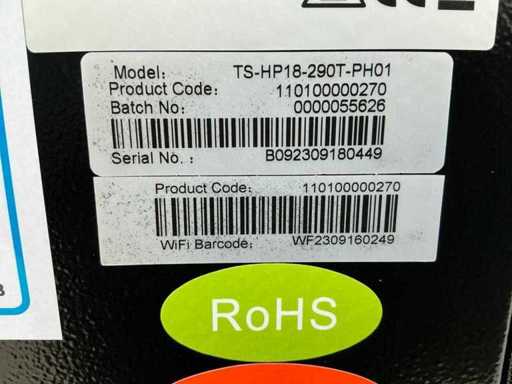 Model: TS-HP18-290T-PH01
Product Code: 110100000270
Batch No: 0000055626
Serial No. : B092309180449
Product Code: 110100000270
WiFi Barcode: WF2309160249
RoHS